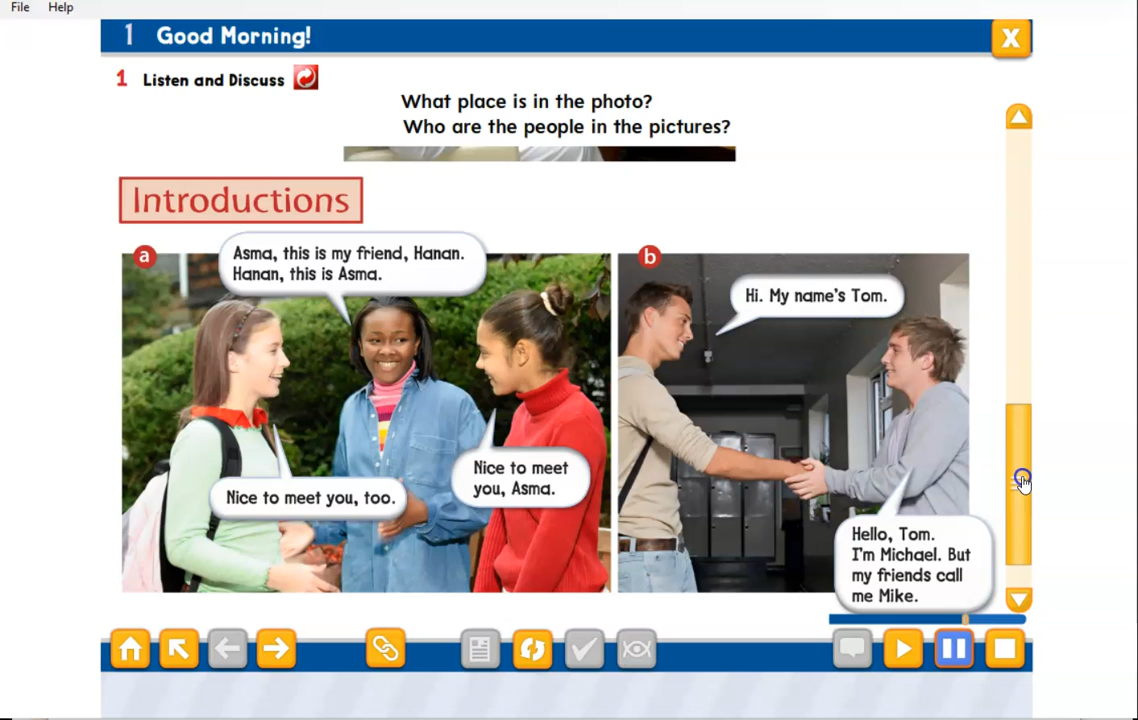 File Help
1 Good Morning!
X
1 Listen and Discuss
What place is in the photo?
Who are the people in the pictures?
Introductions
a
Asma, this is my friend, Hanan.
Hanan, this is Asma.
Nice to meet
you, Asma.
Nice to meet you, too.
b
Hi. My name's Tom.
Hello, Tom.
I'm Michael. But
my friends call
me Mike.